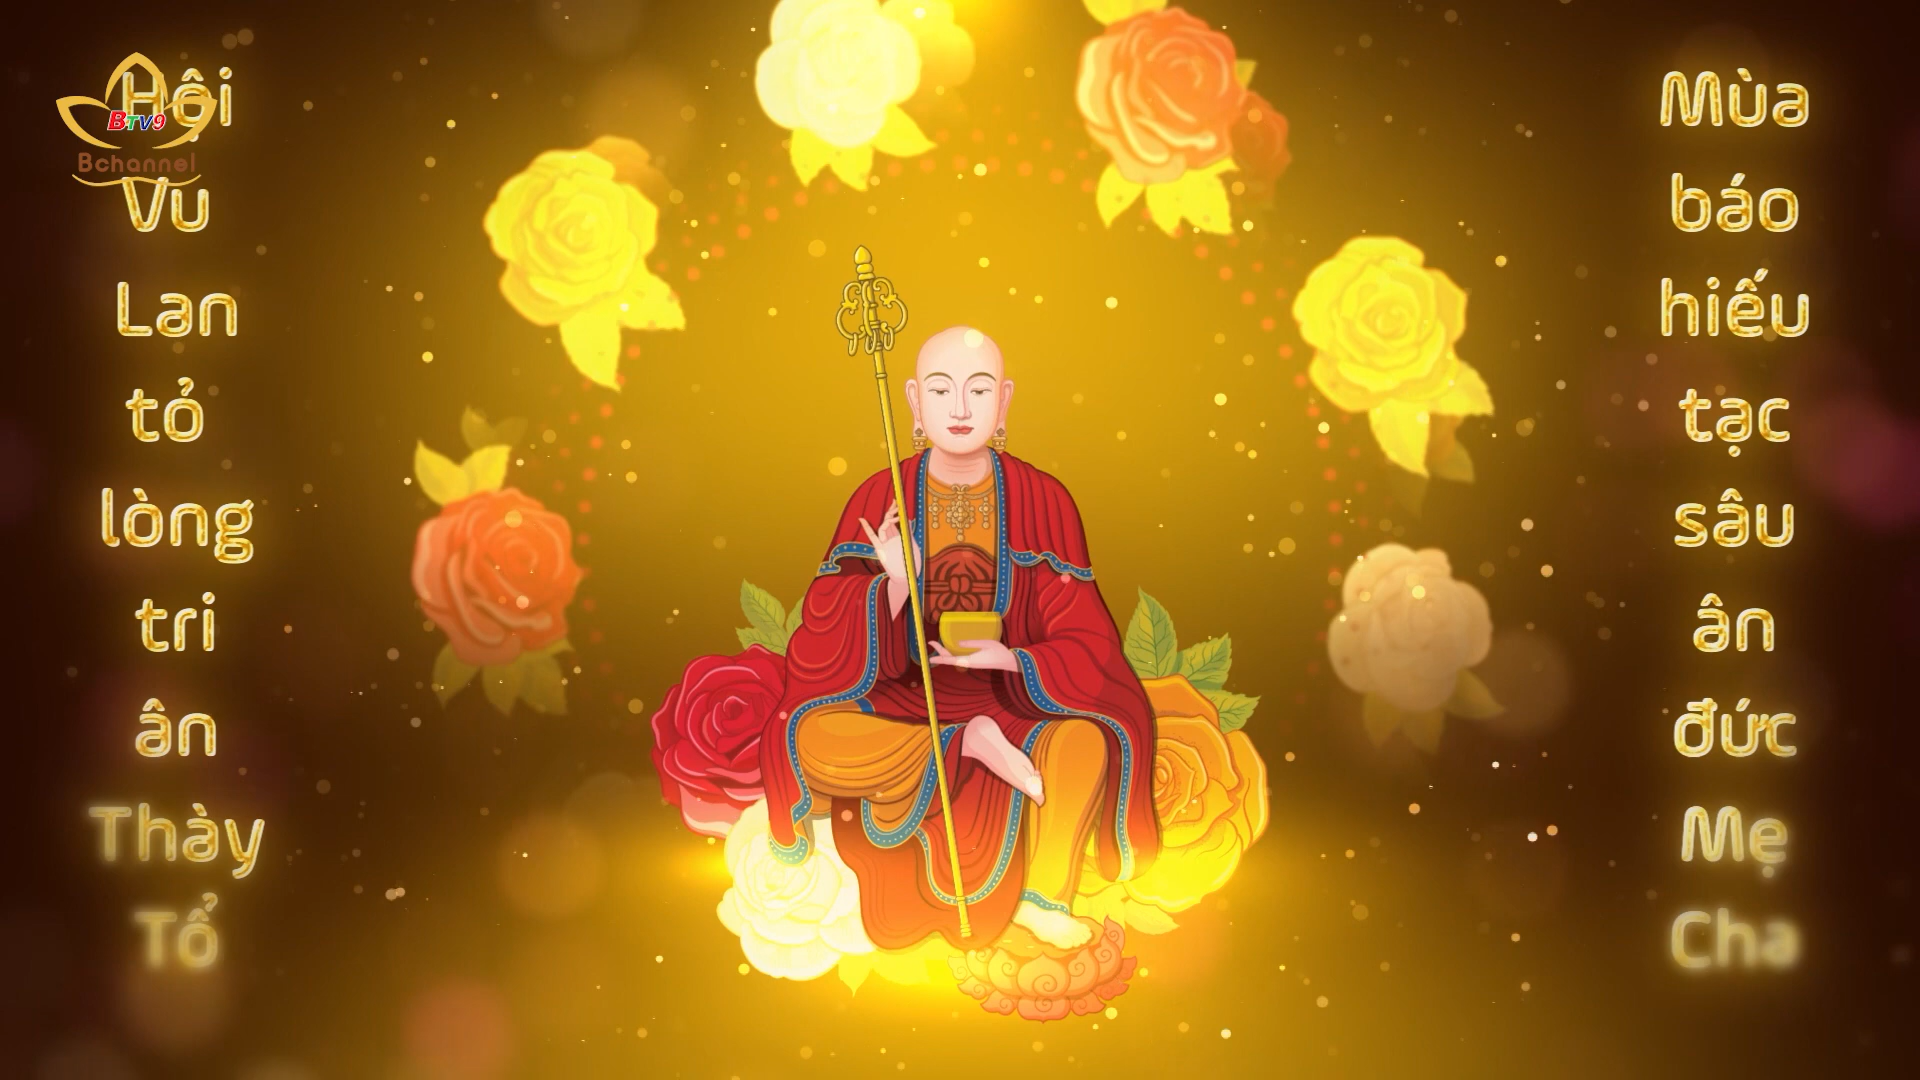 BTV9
Bchannel
Hội
Vu
Lan
tỏ
lòng
tri
ân
Thày
Tổ
Mùa
báo
hiếu
tạc
sâu
ân
đức
Mẹ
Cha